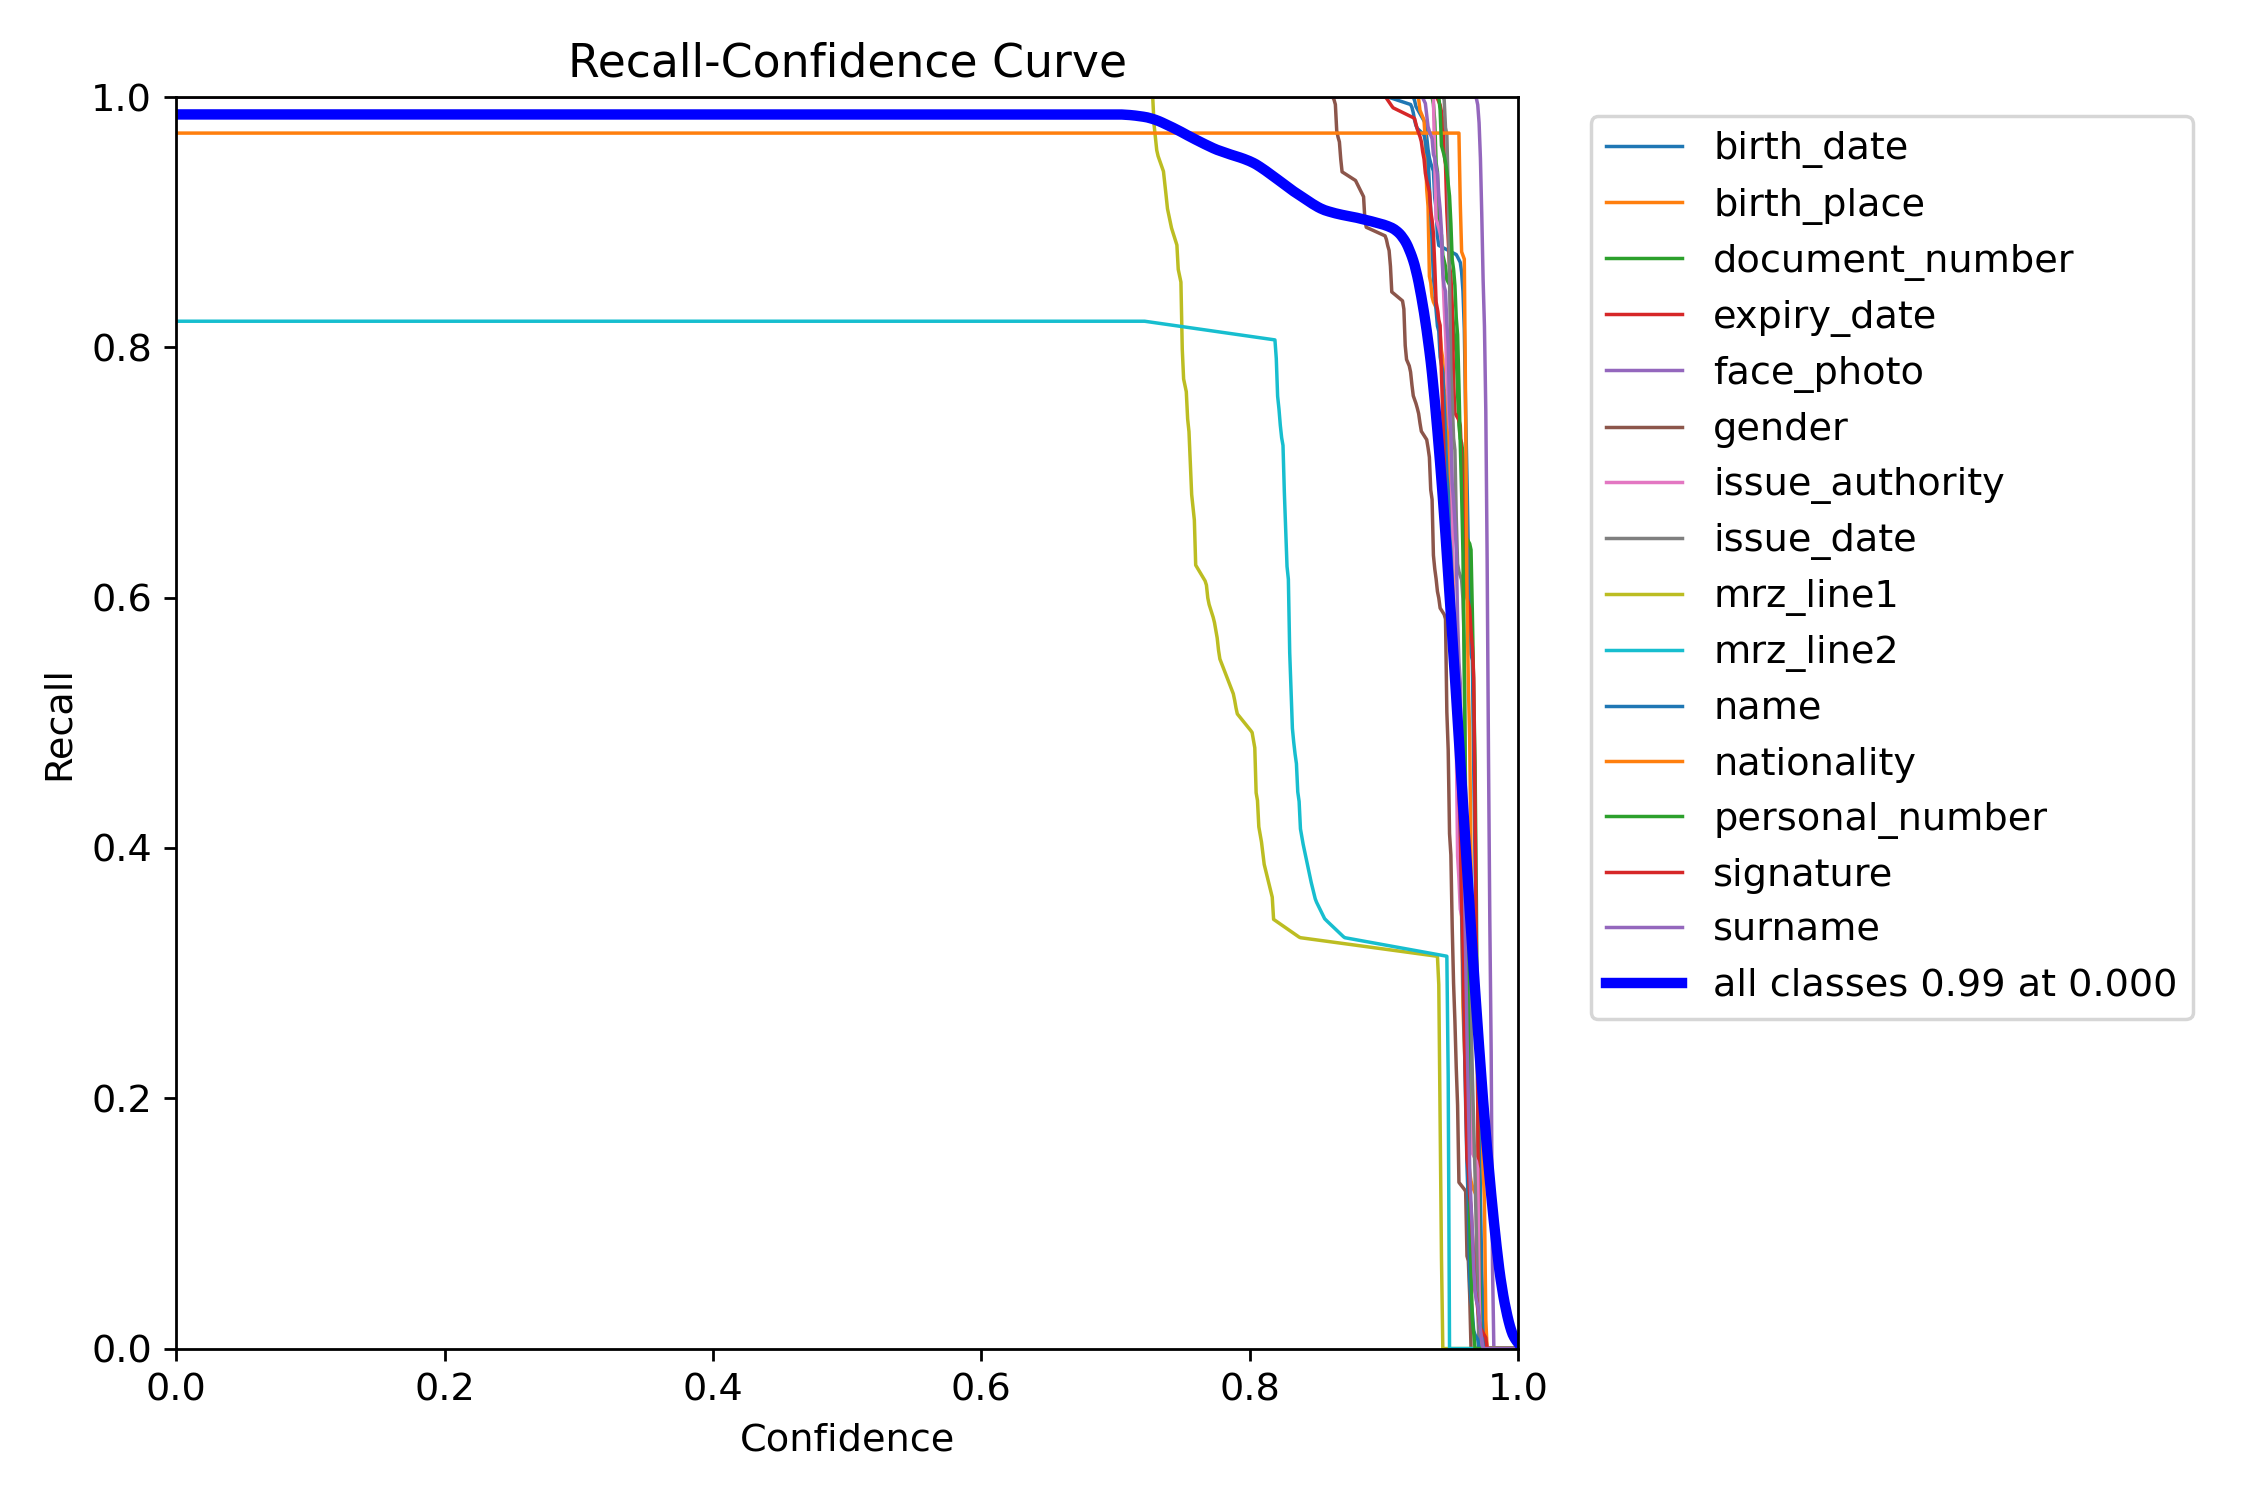 Recall-Confidence Curve
1.0
0.8
0.6
0.4
0.2
0.0
Recall
0.0 0.2 0.4 0.6 0.8 1.0
Confidence
birth_date
birth_place
document_number
expiry_date
face_photo
gender
issue_authority
issue_date
mrz_line1
mrz_line2
name
nationality
personal_number
signature
surname
all classes 0.99 at 0.000